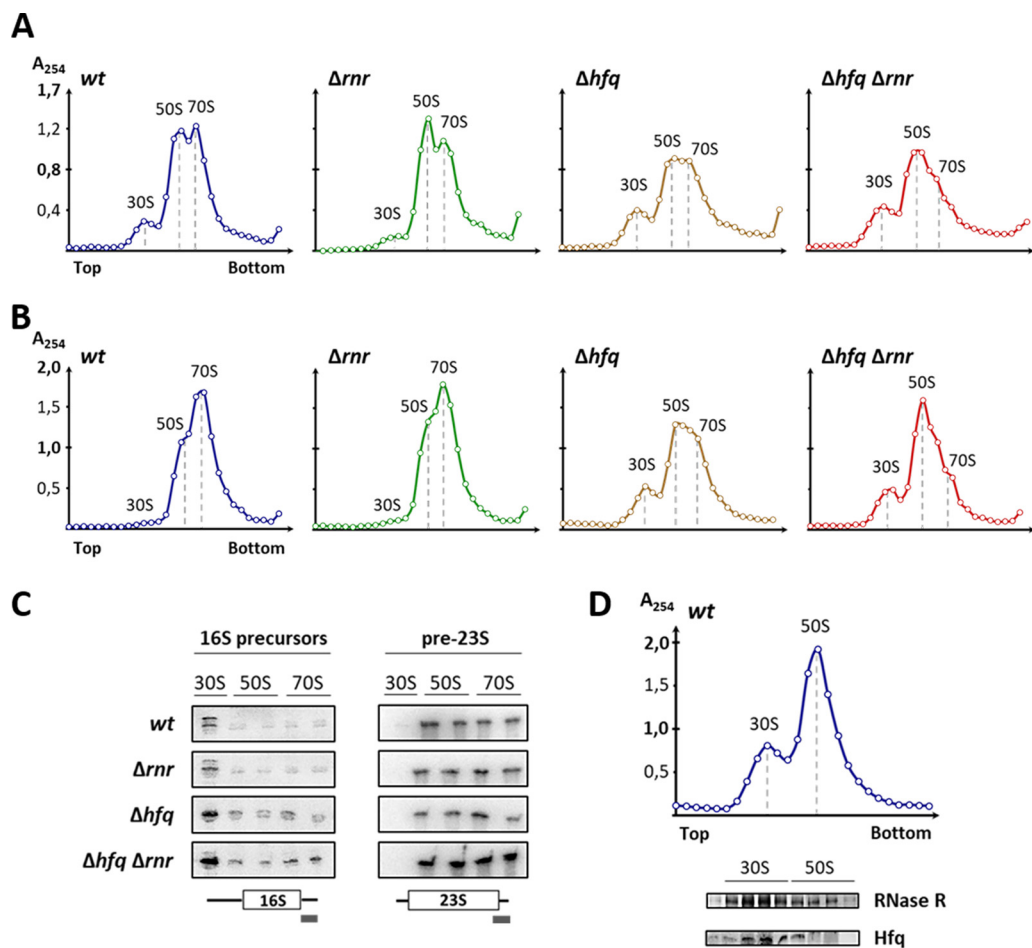 A
A254
wt
Δrnr
Δhfq
Δhfq Δrnr
1,7
1,2
0,8
0,4
30S
50S
70S
30S
50S
70S
30S
50S
70S
30S
50S
70S
Top
Bottom
B
A254
wt
Δrnr
Δhfq
Δhfq Δrnr
2,0
1,5
1,0
0,5
30S
50S
70S
30S
50S
70S
30S
50S
70S
30S
50S
70S
Top
Bottom
C
16S precursors
pre-23S
30S 50S 70S
30S 50S 70S
wt
Δrnr
Δhfq
Δhfq Δrnr
16S
23S
D
A254
wt
2,0
1,5
1,0
0,5
30S
50S
Top
Bottom
30S 50S
RNase R
Hfq